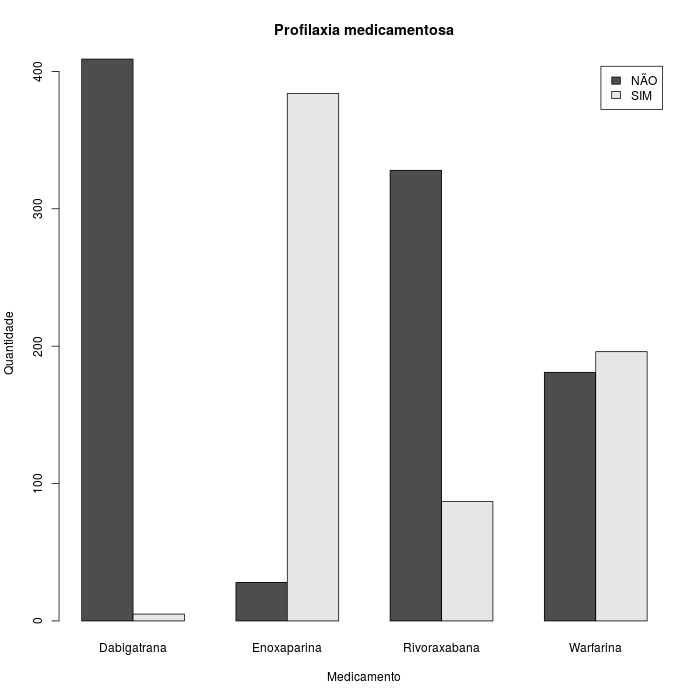 Profilaxia medicamentosa
NÃO
SIM
Quantidade
400
300
200
100
0
Dabigatrana Enoxaparina Rivoraxabana Warfarina
Medicamento